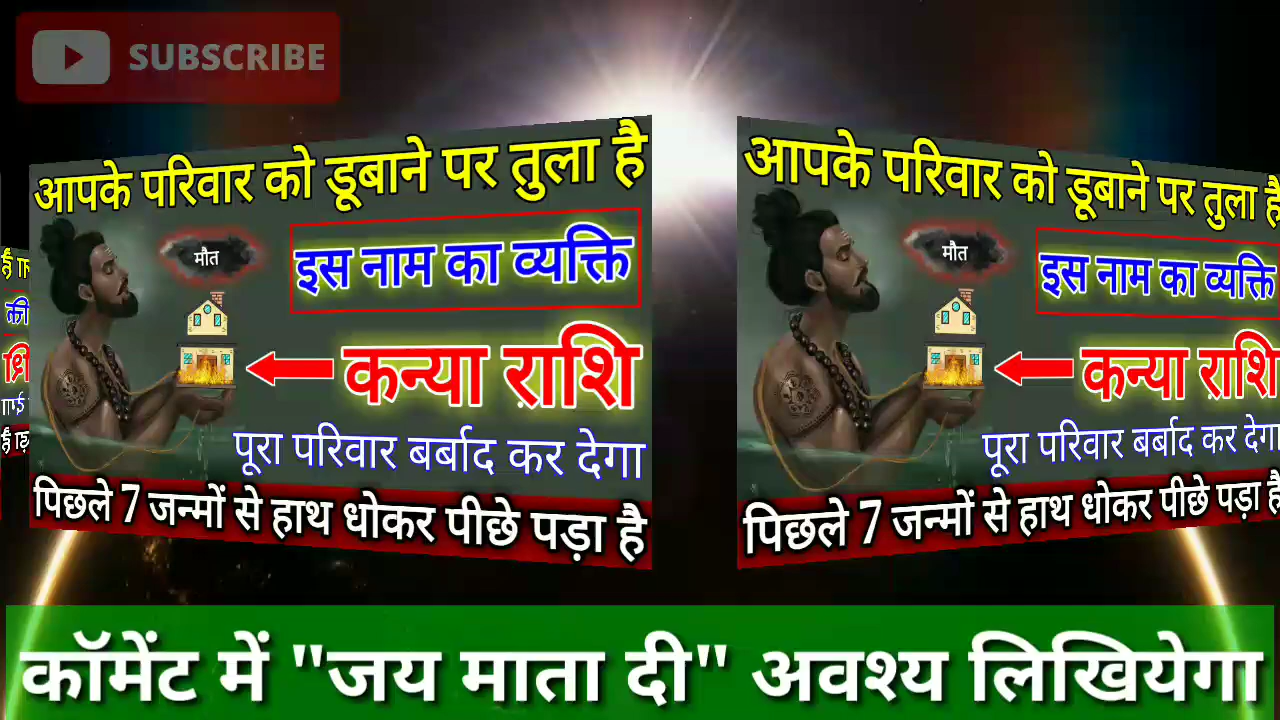 SUBSCRIBE
आपके परिवार को डूबाने पर तुला है
मौत
इस नाम का व्यक्ति
कन्या राशि
पूरा परिवार बर्बाद कर देगा
पिछले 7 जन्मों से हाथ धोकर पीछे पड़ा है
आपके परिवार को डूबाने पर तुला है
मौत
इस नाम का व्यक्ति
कन्या राशि
पूरा परिवार बर्बाद कर देगा
पिछले 7 जन्मों से हाथ धोकर पीछे पड़ा है
कॉमेंट में "जय माता दी" अवश्य लिखियेगा